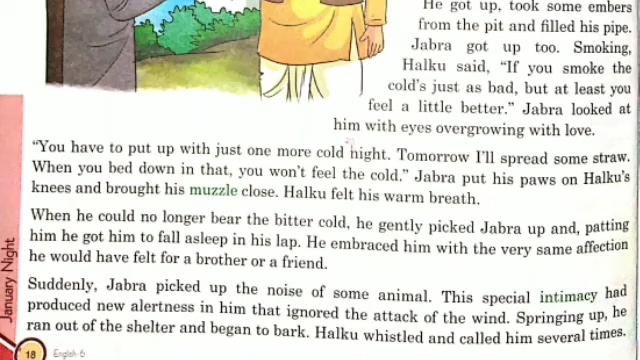 He got up, took some embers
from the pit and filled his pipe.
Jabra got up too. Smoking,
Halku said, “If you smoke the
cold’s just as bad, but at least you
feel a little better.” Jabra looked at
him with eyes overgrowing with love.
“You have to put up with just one more cold night. Tomorrow I’ll spread some straw.
When you bed down in that, you won’t feel the cold.” Jabra put his paws on Halku’s
knees and brought his muzzle close. Halku felt his warm breath.
When he could no longer bear the bitter cold, he gently picked Jabra up and, patting
him he got him to fall asleep in his lap. He embraced him with the very same affection
he would have felt for a brother or a friend.
Suddenly, Jabra picked up the noise of some animal. This special intimacy had
produced new alertness in him that ignored the attack of the wind. Springing up, he
ran out of the shelter and began to bark. Halku whistled and called him several times.
January Night
18
English-6